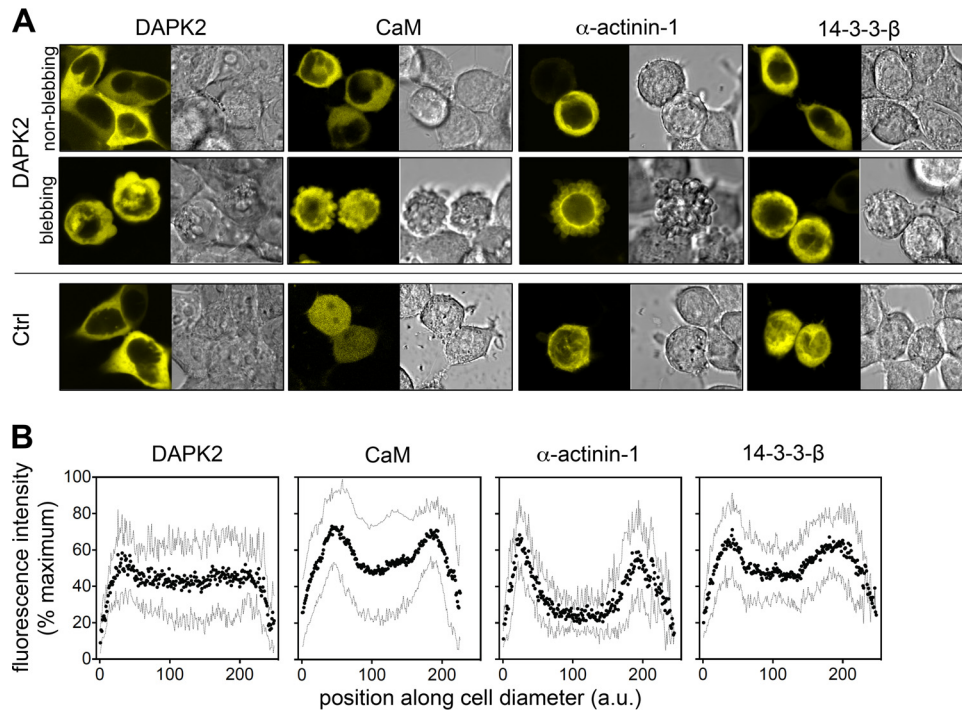 A
DAPK2 CaM α-actinin-1 14-3-3-β
DAPK2
non-blebbing
blebbing
Ctrl
B
DAPK2 CaM α-actinin-1 14-3-3-β
fluorescence intensity
(% maximum)
100
80
60
40
20
0
0 100 200 0 100 200 0 100 200 0 100 200
position along cell diameter (a.u.)